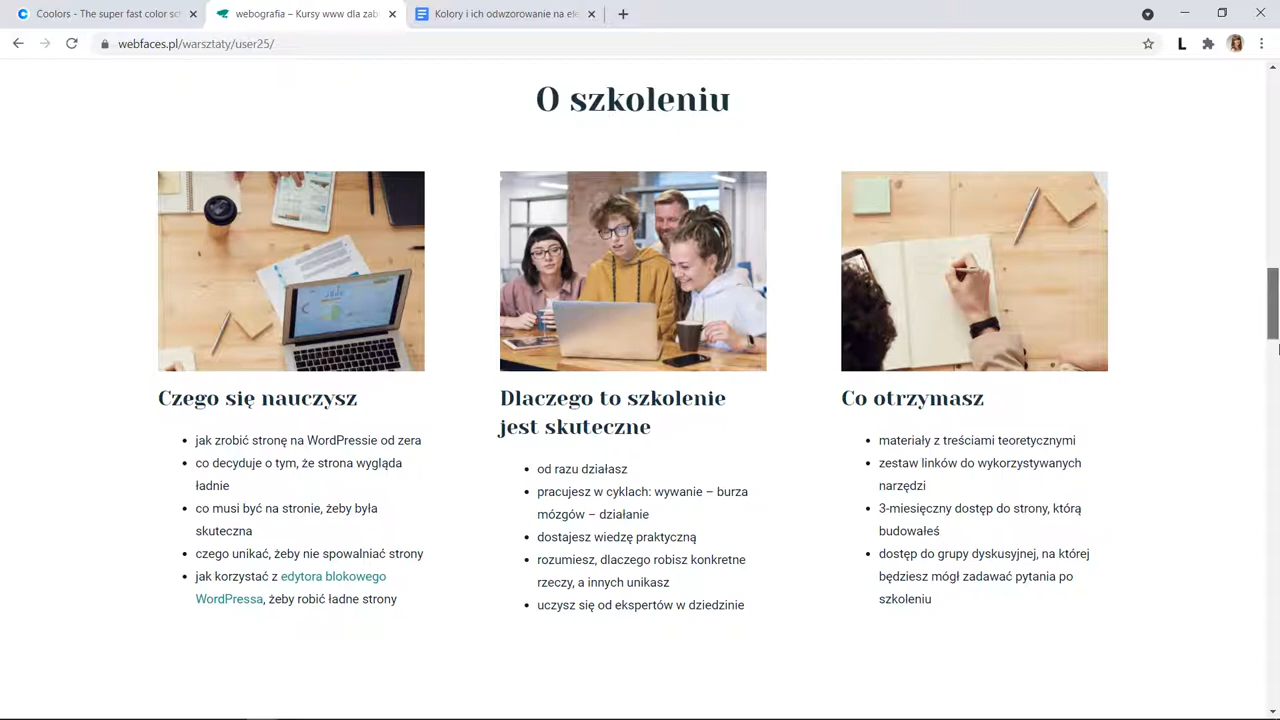 Coolors - The super fast color sc
webografia – Kursy www dla zab
Kolory i ich odwzorowanie na ele
webfaces.pl/warsztaty/user25/
L
O szkoleniu
Czego się nauczysz
jak zrobić stronę na WordPressie od zera
co decyduje o tym, że strona wygląda
ładnie
co musi być na stronie, żeby była
skuteczna
czego unikać, żeby nie spowalniać strony
jak korzystać z edytora blokowego
WordPressa, żeby robić ładne strony
Dlaczego to szkolenie
jest skuteczne
od razu działasz
pracujesz w cyklach: wywanie – burza
mózgów – działanie
dostajesz wiedzę praktyczną
rozumiesz, dlaczego robisz konkretne
rzeczy, a innych unikasz
uczysz się od ekspertów w dziedzinie
Co otrzymasz
materiały z treściami teoretycznymi
zestaw linków do wykorzystywanych
narzędzi
3-miesięczny dostęp do strony, którą
budowałeś
dostęp do grupy dyskusyjnej, na której
będziesz mógł zadawać pytania po
szkoleniu